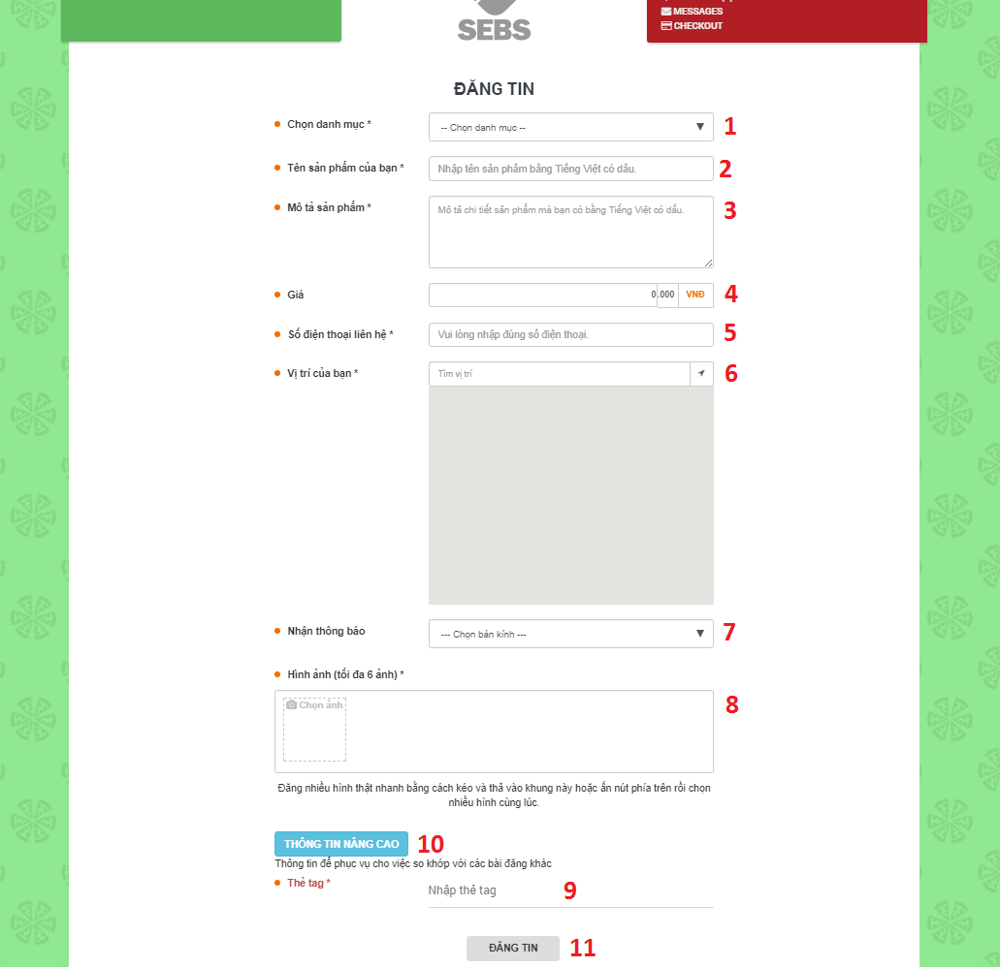 MESSAGES
CHECKOUT
SEBS
ĐĂNG TIN
Chọn danh mục *
-- Chọn danh mục --
1
Tên sản phẩm của bạn *
Nhập tên sản phẩm bằng Tiếng Việt có dấu.
2
Mô tả sản phẩm *
Mô tả chi tiết sản phẩm mà bạn có bằng Tiếng Việt có dấu.
3
Giá
0.000
VNĐ
4
Số điện thoại liên hệ *
Vui lòng nhập đúng số điện thoại.
5
Vị trí của bạn *
Tìm vị trí
6
Nhận thông báo
--- Chọn bán kính ---
7
Hình ảnh (tối đa 6 ảnh) *
Chọn ảnh
8
Đăng nhiều hình thật nhanh bằng cách kéo và thả vào khung này hoặc ấn nút phía trên rồi chọn
nhiều hình cùng lúc.
THÔNG TIN NÂNG CAO
10
Thông tin để phục vụ cho việc so khớp với các bài đăng khác
Thẻ tag *
Nhập thẻ tag
9
ĐĂNG TIN
11